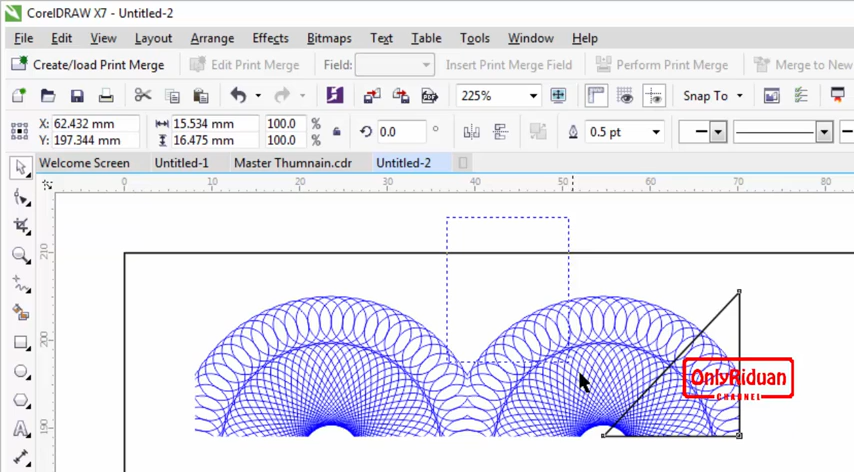 CorelDRAW X7 - Untitled-2
File Edit View Layout Arrange Effects Bitmaps Text Table Tools Window Help
Create/load Print Merge Edit Print Merge Field: Insert Print Merge Field Perform Print Merge Merge to New
225% Snap To
X: 62.432 mm 15.534 mm 100.0 % 0.0 ° 0.5 pt
Y: 197.344 mm 16.475 mm 100.0 %
Welcome Screen Untitled-1 Master Thumnain.cdr Untitled-2
0 10 20 30 40 50 60 70 80
210
200
190
OnlyRiduan
CHANNEL